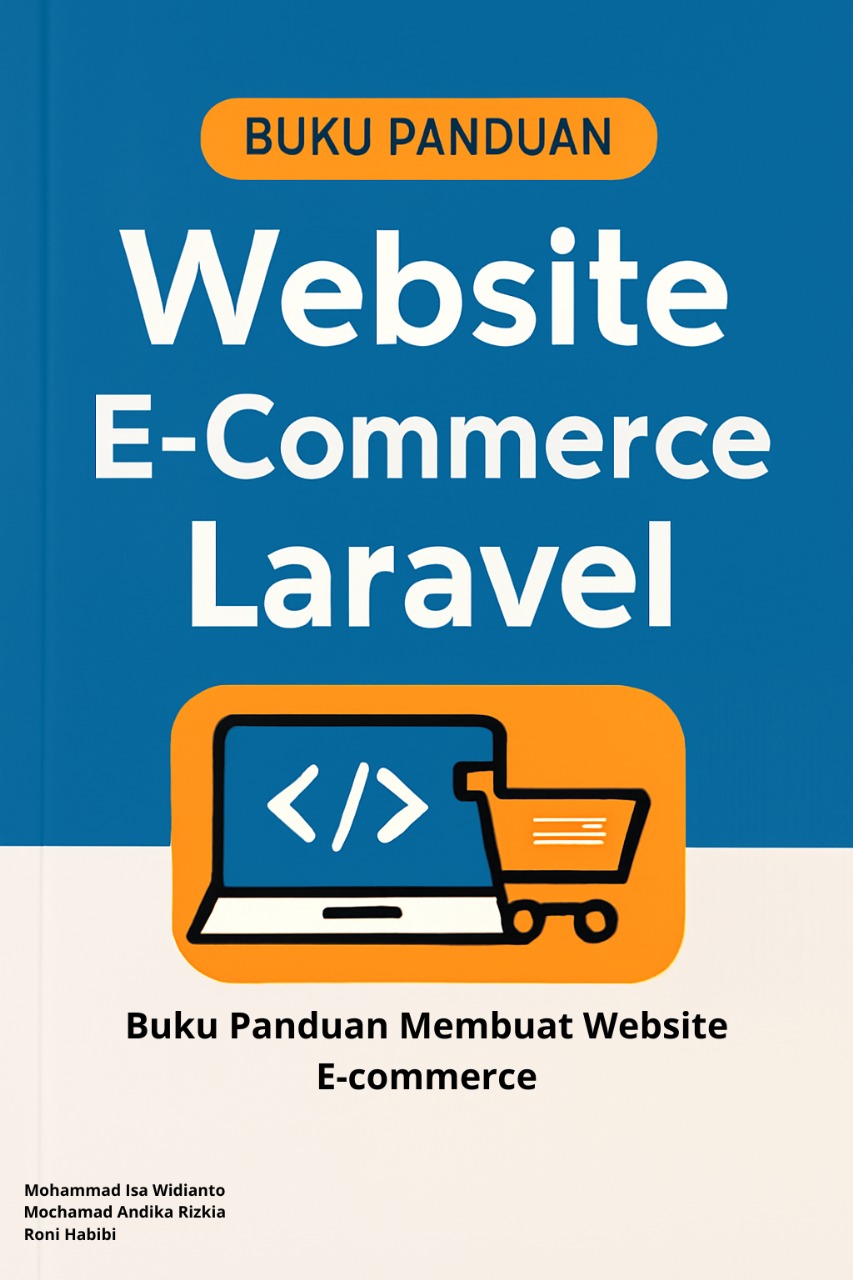 BUKU PANDUAN
Website
E-Commerce
Laravel
</>
Buku Panduan Membuat Website
E-commerce
Mohammad Isa Widianto
Mochamad Andika Rizkia
Roni Habibi